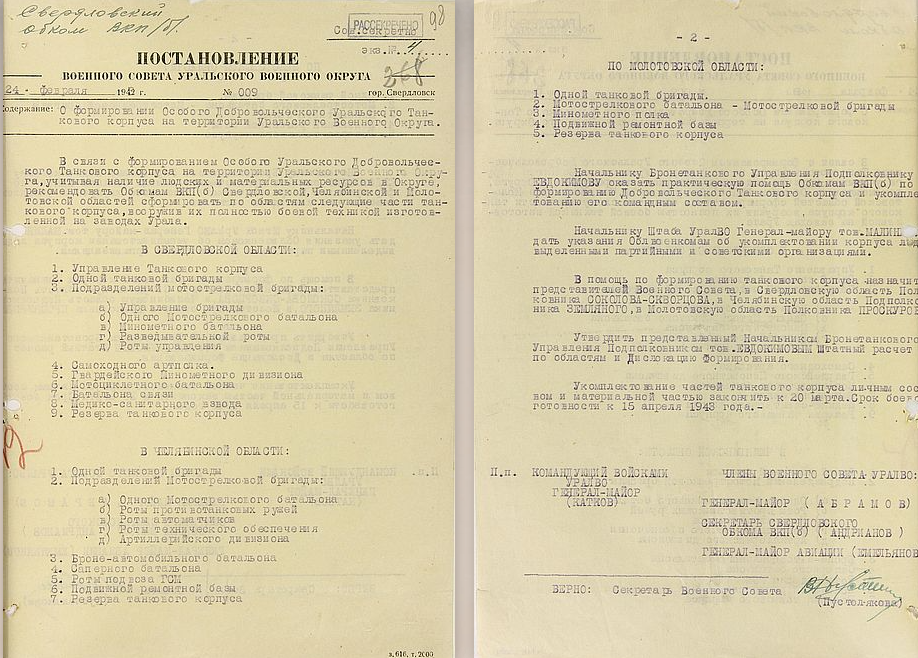 Свердловский
Обком ВКП/б/.
РАССЕКРЕЧЕНО
98
Сов.секретно
экз.№ 4
ПОСТАНОВЛЕНИЕ
ВОЕННОГО СОВЕТА УРАЛЬСКОГО ВОЕННОГО ОКРУГА
268
24 · февраля 1943 г. № 009 гор. Свердловск
Содержание: О формировании Особого Добровольческого Уральского Тан-
кового корпуса на территории Уральского Военного Округа.
В связи с формированием Особого Уральского Добровольчес-
кого Танкового корпуса на территории Уральского Военного Окру-
га,учитывая наличие людских и материальных ресурсов в Округе,
рекомендовать Обкомам ВКП(б) Свердловской,Челябинской и Моло-
товской областей сформировать по областям следующие части тан-
кового корпуса,вооружив их полностью боевой техникой изготов-
ленной на заводах Урала.
В СВЕРДЛОВСКОЙ ОБЛАСТИ:
1. Управление Танкового корпуса
2. Одной танковой бригады
3. Подразделений мотострелковой бригады:
а) Управление бригады
б) Одного Мотострелкового батальона
в) Минометного батальона
г) Разведывательной роты
д) Роты управления
4. Самоходного артполка.
5. Гвардейского Минометного дивизиона
6. Мотоциклетного батальона
7. Батальона связи
8. Медико-санитарного взвода
9. Резерва танкового корпуса
В ЧЕЛЯБИНСКОЙ ОБЛАСТИ:
1. Одной танковой бригады
2. Подразделений Мотострелковой бригады:
а) Одного Мотострелкового батальона
б) Роты противотанковых ружей
в) Роты автоматчиков
г) Роты технического обеспечения
д) Артиллерийского дивизиона
3. Броне-автомобильного батальона
4. Саперного батальона
5. Роты подвоза ГСМ
6. Подвижной ремонтной базы
7. Резерва танкового корпуса
з. 616, т. 2000
- 2 -
ПО МОЛОТОВСКОЙ ОБЛАСТИ:
1. Одной танковой бригады.
2. Мотострелкового батальона - Мотострелковой бригады
3. Минометного полка
4. Подвижной ремонтной базы
5. Резерва танкового корпуса
Начальнику Бронетанкового Управления Подполковнику
ЕВДОКИМОВУ оказать практическую помощь Обкомам ВКП(б) по
формированию Добровольческого Танкового корпуса и укомпле
тованию его командным составом.
Начальнику Штаба УралВО Генерал-майору тов.МАЛИН
дать указания Облвоенкомам об укомплектовании корпуса люд
выделенными партийными и советскими организациями.
В помощь по формированию танкового корпуса назначит
представителей Военного Совета,в Свердловскую область Пол
ковника СОКОЛОВА-СКВОРЦОВА,в Челябинскую область Подполко
ника ЗЕМЛЯНОГО,в Молотовскую область Полковника ПРОСКУРОВ
Утвердить представленный Начальником Бронетанкового
Управления Подполковником тов.ЕВДОКИМОВЫМ Штатный расчет
по областям и Дислокацию Формирования.
Укомплектование частей танкового корпуса личным сос
вом и материальной частью закончить к 20 марта.Срок боев
готовности к 15 апреля 1943 года.-
П.п. КОМАНДУЮЩИЙ ВОЙСКАМИ
УРАЛВО
ГЕНЕРАЛ-МАЙОР
(КАТКОВ)
ЧЛЕНЫ ВОЕННОГО СОВЕТА УРАЛВО:
ГЕНЕРАЛ-МАЙОР (АБРАМОВ)
СЕКРЕТАРЬ СВЕРДЛОВСКОГО
ОБКОМА ВКП(б) (АНДРИАНОВ)
ГЕНЕРАЛ-МАЙОР АВИАЦИИ (ЕМЕЛЬЯНОВ
ВЕРНО: Секретарь Военного Совета
(Пустелякова)